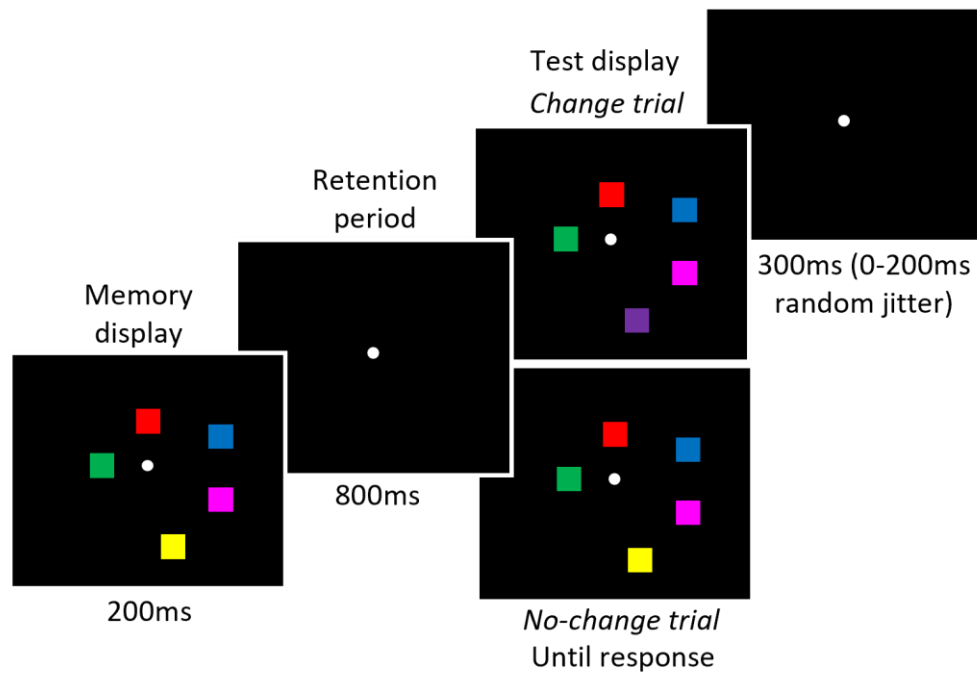 Memory
display
200ms
Retention
period
800ms
Test display
Change trial
No-change trial
Until response
300ms (0-200ms
random jitter)